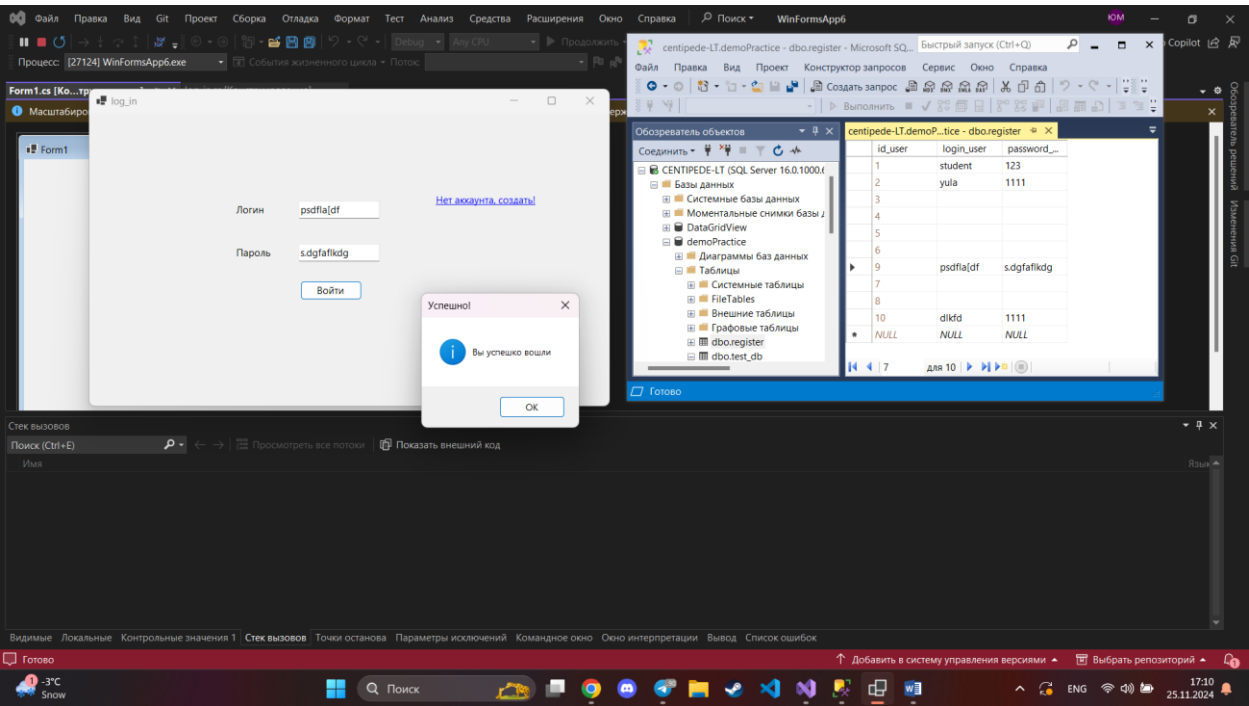 Файл Правка Вид Git Проект Сборка Отладка Формат Тест Анализ Средства Расширения Окно Справка Поиск WinFormsApp6 ЮМ
Debug Any CPU Продолжить Copilot
Процесс: [27124] WinFormsApp6.exe События жизненного цикла Поток:
Form1.cs [Ко...тр
Масштабиро
Form1
log_in
Логин psdfla[df Нет аккаунта, создать!
Пароль s.dgfaflkdg
Войти
Успешно!
Вы успешко вошли
OK
centipede-LT.demoPractice - dbo.register - Microsoft SQ... Быстрый запуск (Ctrl+Q)
Файл Правка Вид Проект Конструктор запросов Сервис Окно Справка
Создать запрос
Выполнить
Обозреватель объектов
Соединить
CENTIPEDE-LT (SQL Server 16.0.1000.6
Базы данных
Системные базы данных
Моментальные снимки базы д
DataGridView
demoPractice
Диаграммы баз данных
Таблицы
Системные таблицы
FileTables
Внешние таблицы
Графовые таблицы
dbo.register
dbo.test_db
centipede-LT.demoP...tice - dbo.register
id_user login_user password_...
1 student 123
2 yula 1111
3
4
5
6
9 psdfla[df s.dgfaflkdg
7
8
10 dlkfd 1111
NULL NULL NULL
7 для 10
Готово
Обозреватель решений
Изменения Git
Стек вызовов
Поиск (Ctrl+E) Просмотреть все потоки Показать внешний код
Имя Язык
Видимые Локальные Контрольные значения 1 Стек вызовов Точки останова Параметры исключений Командное окно Окно интерпретации Вывод Список ошибок
Готово Добавить в систему управления версиями Выбрать репозиторий
1 -3°C
Snow
Поиск
ENG 17:10
25.11.2024